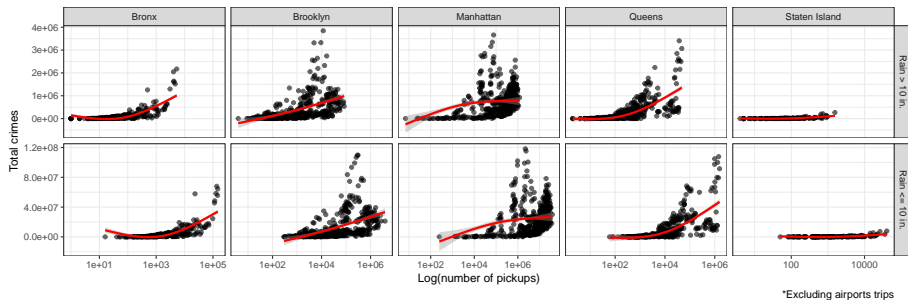 Bronx Brooklyn Manhattan Queens Staten Island
4e+06
3e+06
2e+06
1e+06
0e+00
Rain > 10 in.
Total crimes
1.2e+08
8.0e+07
4.0e+07
0.0e+00
Rain <= 10 in.
1e+01 1e+03 1e+05 1e+02 1e+04 1e+06 1e+02 1e+04 1e+06 1e+02 1e+04 1e+06 100 10000
Log(number of pickups)
*Excluding airports trips